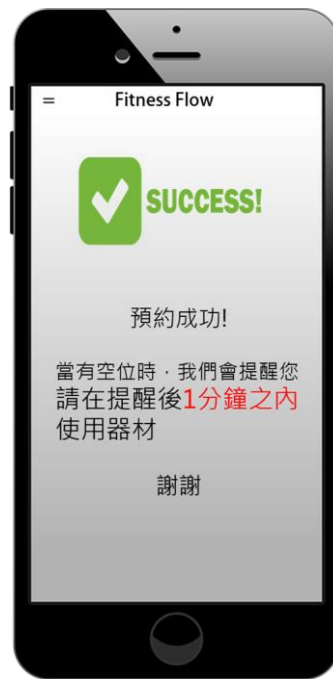 = Fitness Flow
SUCCESS!
預約成功!
當有空位時，我們會提醒您
請在提醒後1分鐘之內
使用器材
謝謝